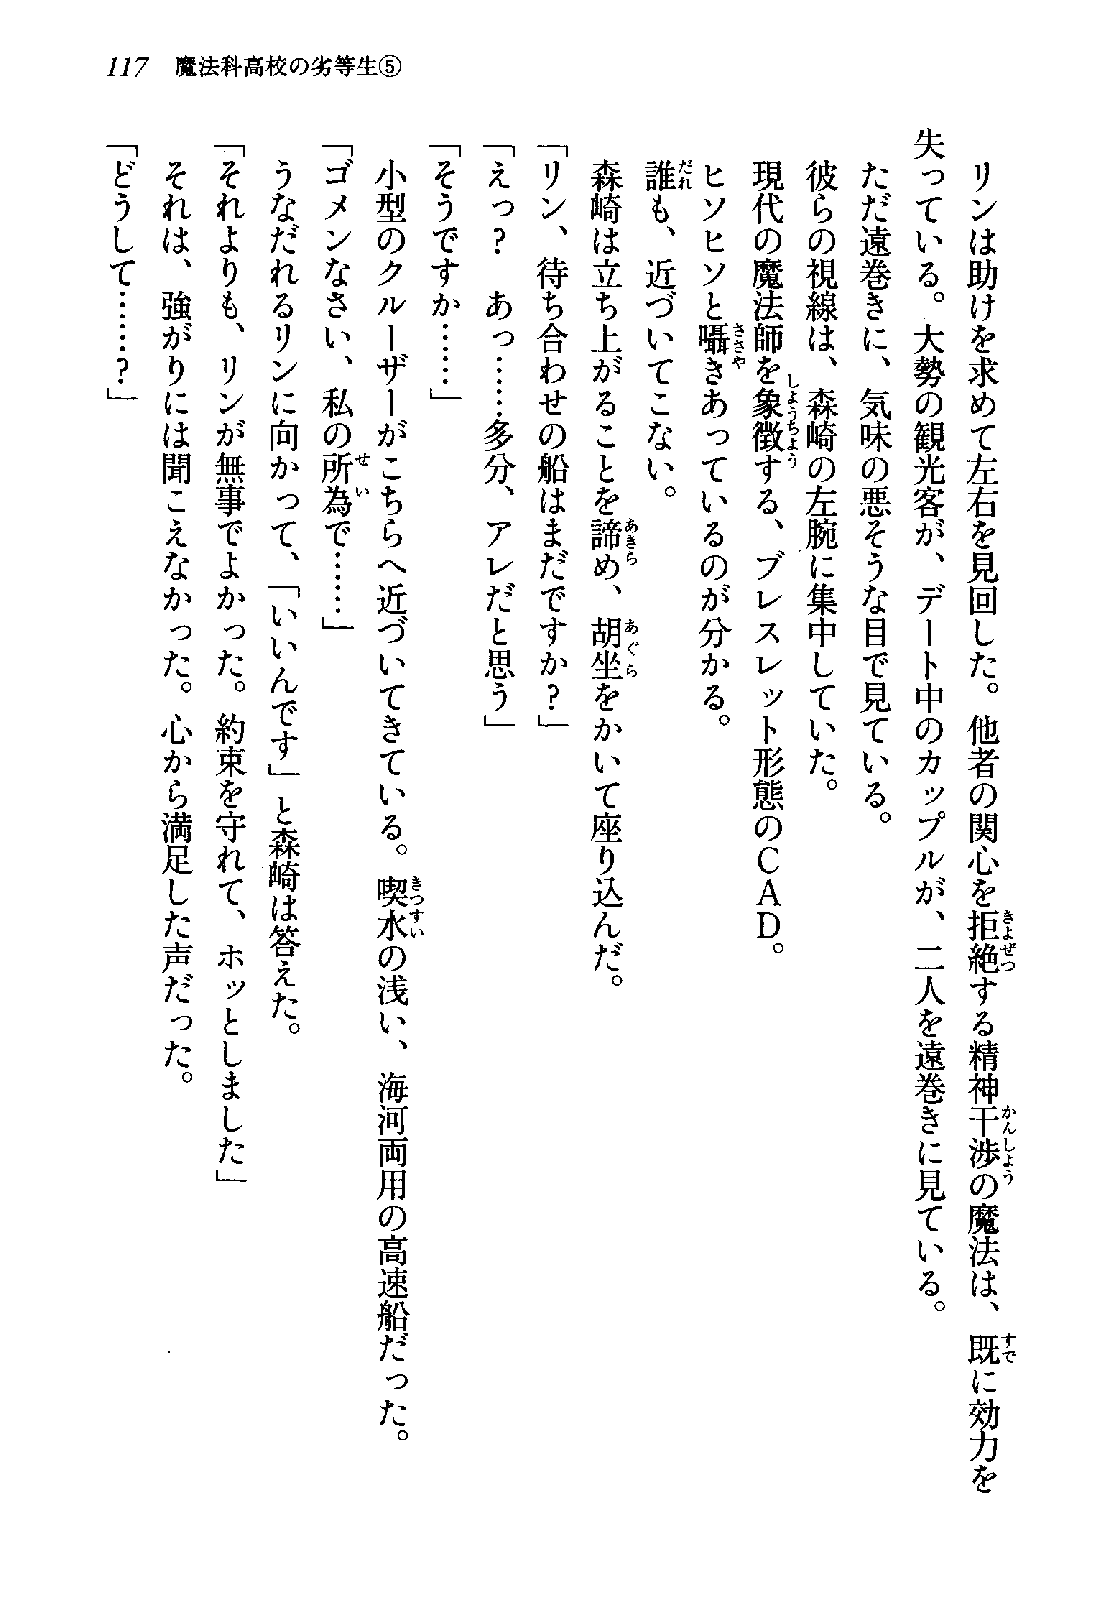 117 魔法科高校の劣等生⑤
リンは助けを求めて左右を見回した。他者の関心を拒絶する精神干渉の魔法は、既に効力を
失っている。大勢の観光客が、デート中のカップルが、二人を遠巻きに見ている。
ただ遠巻きに、気味の悪そうな目で見ている。
彼らの視線は、森崎の左腕に集中していた。
現代の魔法師を象徴する、ブレスレット形態のCAD。
ヒソヒソと囁きあっているのが分かる。
誰も、近づいてこない。
森崎は立ち上がることを諦め、胡坐をかいて座り込んだ。
「リン、待ち合わせの船はまだですか?」
「えっ? あっ……多分、アレだと思う」
「そうですか……」
小型のクルーザーがこちらへ近づいてきている。喫水の浅い、海河両用の高速船だった。
「ゴメンなさい、私の所為で……」
うなだれるリンに向かって、「いいんです」と森崎は答えた。
「それよりも、リンが無事でよかった。約束を守れて、ホッとしました」
それは、強がりには聞こえなかった。心から満足した声だった。
「どうして……?」